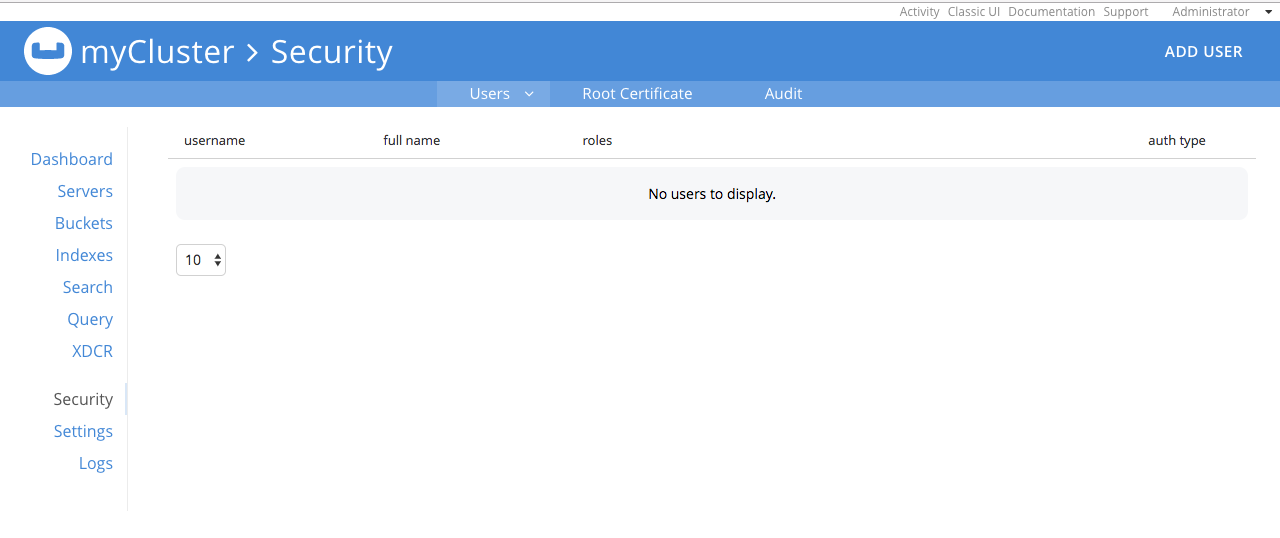 Activity Classic UI Documentation Support Administrator
myCluster > Security ADD USER
Users Root Certificate Audit
username full name roles auth type
Dashboard
Servers
Buckets
Indexes
Search
Query
XDCR
Security
Settings
Logs
No users to display.
10